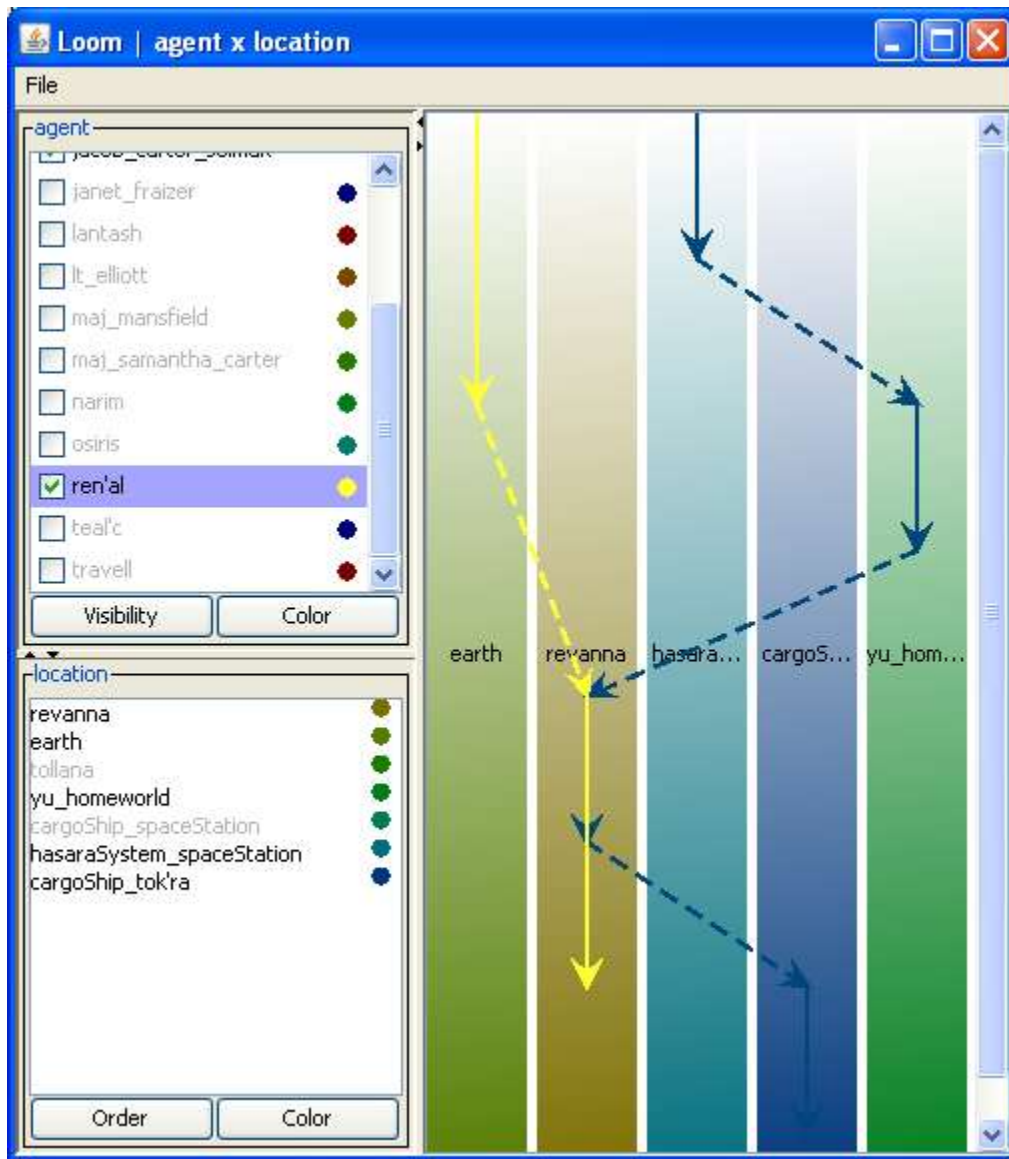 Loom | agent x location
File
agent
jacob_carter_selmak
janet_fraizer
lantash
lt_elliott
maj_mansfield
maj_samantha_carter
narim
osiris
ren'al
teal'c
travell
Visibility Color
location
revanna
earth
tollana
yu_homeworld
cargoShip_spaceStation
hasaraSystem_spaceStation
cargoShip_tok'ra
Order Color
earth revanna hasara... cargoS... yu_hom...